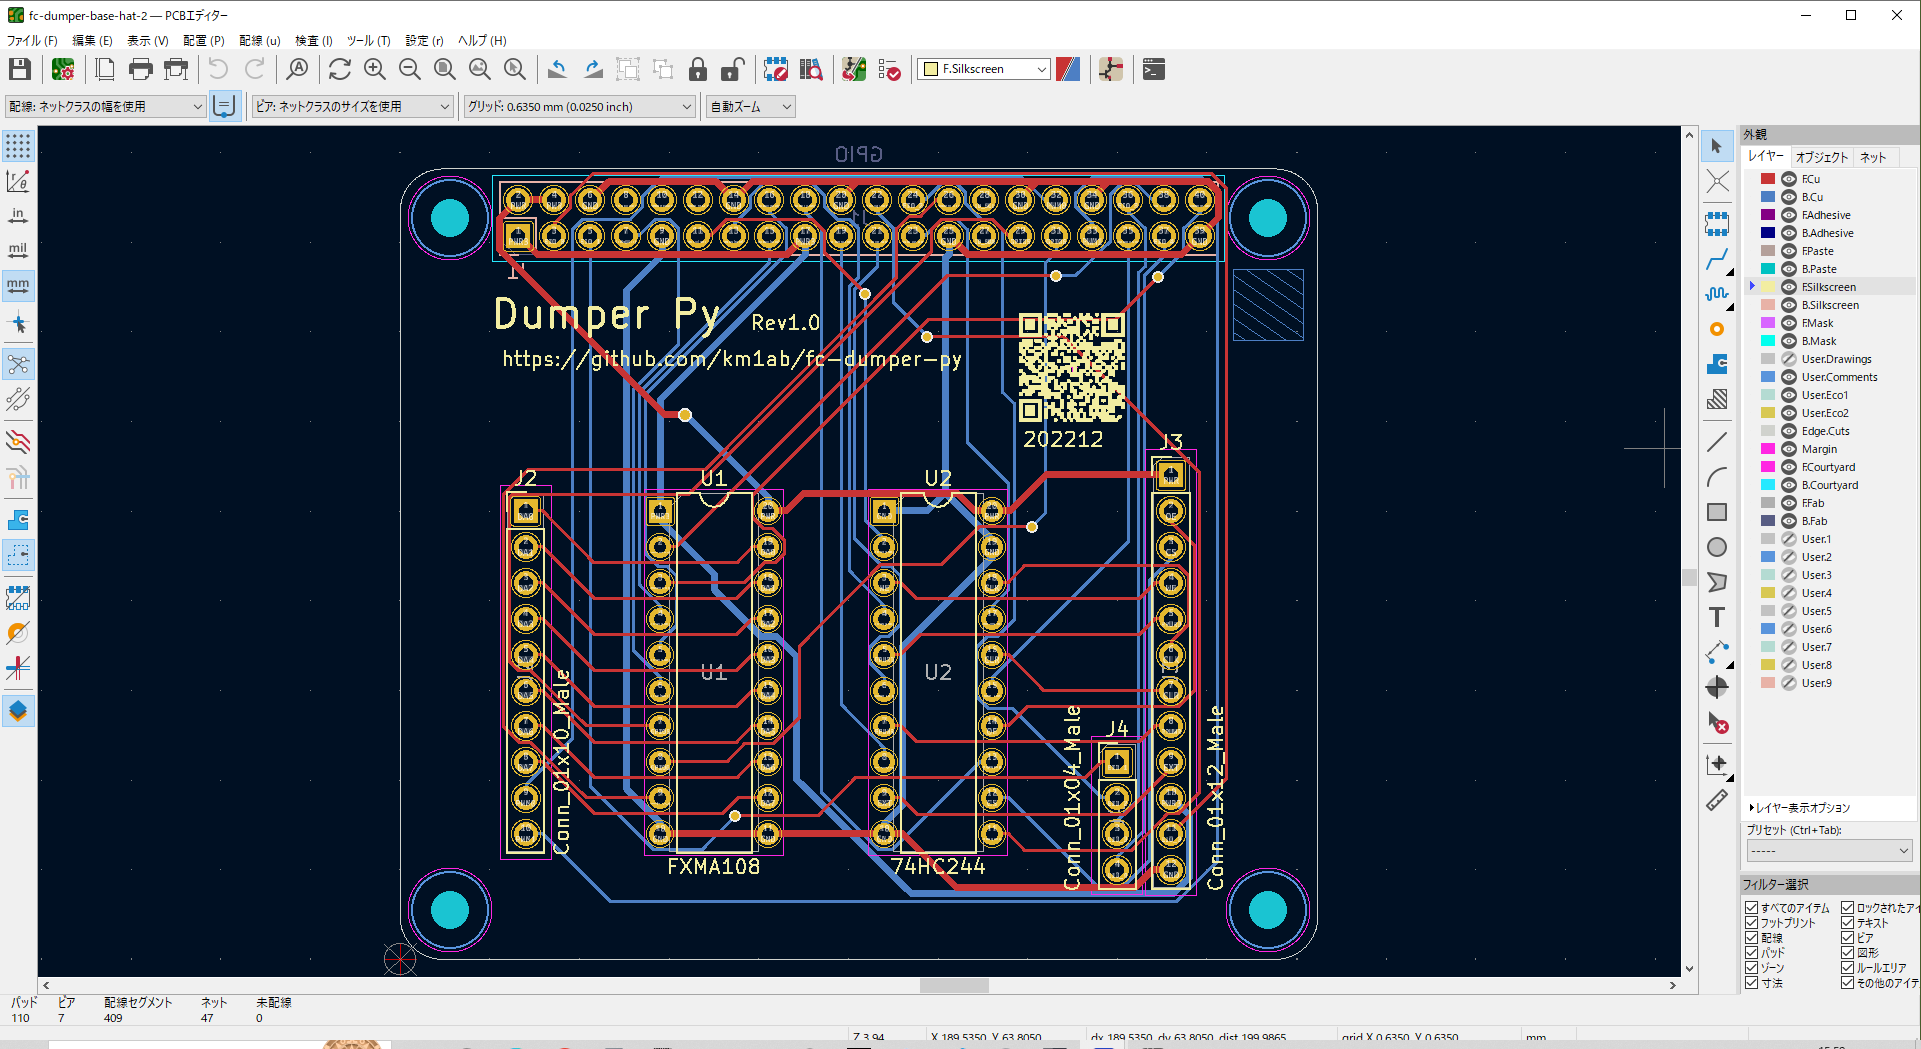 fc-dumper-base-hat-2 — PCBエディター
ファイル (F) 編集 (E) 表示 (V) 配置 (P) 配線 (u) 検査 (I) ツール (T) 設定 (r) ヘルプ (H)
F.Silkscreen
配線: ネットクラスの幅を使用 ビア: ネットクラスのサイズを使用 グリッド: 0.6350 mm (0.0250 inch) 自動ズーム
in
mil
mm
GPIO
J1
Dumper Py Rev1.0
https://github.com/km1ab/fc-dumper-py
202212
J2
U1
U2
J3
U1
U2
J4
Conn_01x10_Male
Conn_01x04_Male
Conn_01x12_Male
FXMA108
74HC244
外観
レイヤー オブジェクト ネット
F.Cu
B.Cu
F.Adhesive
B.Adhesive
F.Paste
B.Paste
F.Silkscreen
B.Silkscreen
F.Mask
B.Mask
User.Drawings
User.Comments
User.Eco1
User.Eco2
Edge.Cuts
Margin
F.Courtyard
B.Courtyard
F.Fab
B.Fab
User.1
User.2
User.3
User.4
User.5
User.6
User.7
User.8
User.9
レイヤー表示オプション
プリセット (Ctrl+Tab):
-----
フィルター選択
すべてのアイテム ロックされたアイ
フットプリント テキスト
配線 ビア
パッド 図形
ゾーン ルールエリア
寸法 その他のアイテ
パッド ビア 配線セグメント ネット 未配線
110 7 409 47 0
Z 3.94 X 189.5350 Y 63.8050 dx 189.5350 dy 63.8050 dist 199.9865 grid X 0.6350 Y 0.6350 mm